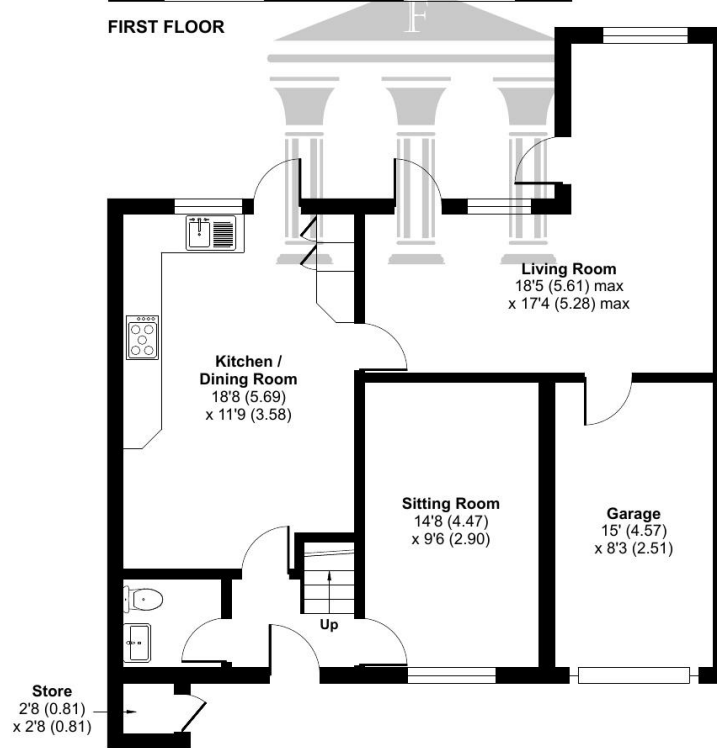 F
FIRST FLOOR
Living Room
18'5 (5.61) max
x 17'4 (5.28) max
Kitchen /
Dining Room
18'8 (5.69)
x 11'9 (3.58)
Sitting Room
14'8 (4.47)
x 9'6 (2.90)
Garage
15' (4.57)
x 8'3 (2.51)
Up
Store
2'8 (0.81)
x 2'8 (0.81)